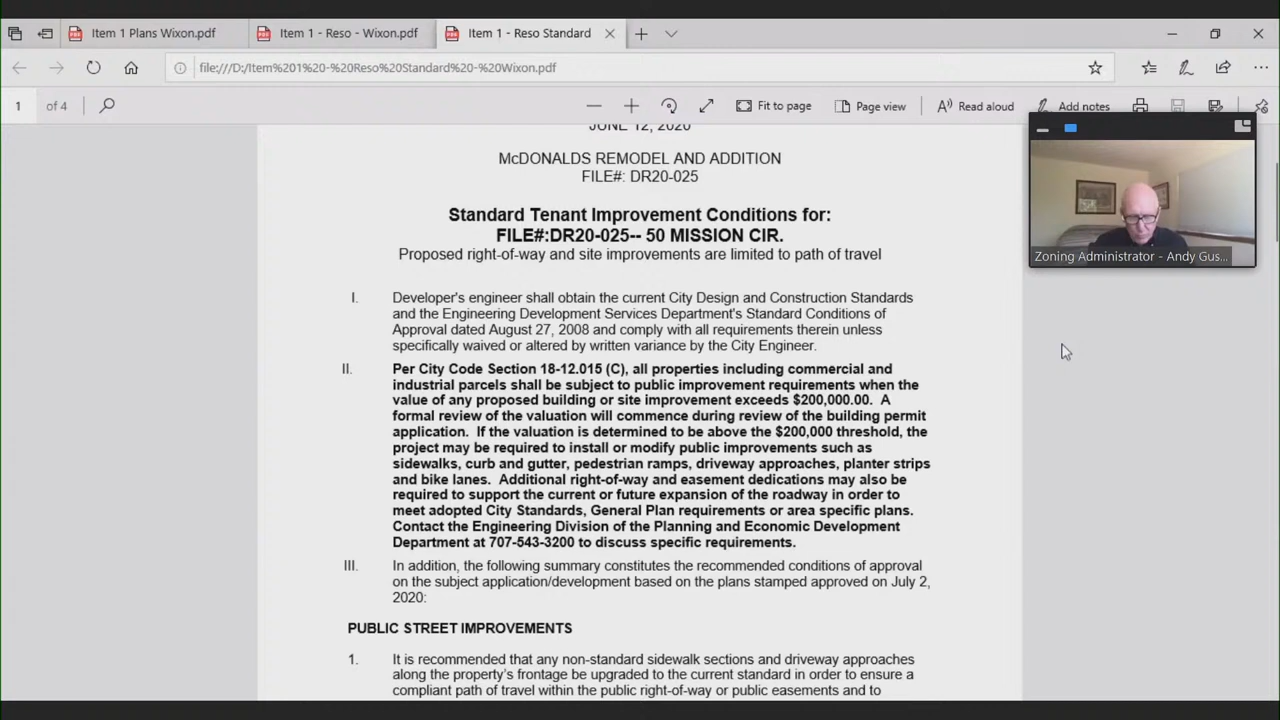 Item 1 Plans Wixon.pdf
Item 1 - Reso - Wixon.pdf
Item 1 - Reso Standard
file:///D:/Item%201%20-%20Reso%20Standard%20-%20Wixon.pdf
1 of 4
Fit to page
Page view
Read aloud
Add notes
JUNE 12, 2020
McDONALDS REMODEL AND ADDITION
FILE#: DR20-025
Standard Tenant Improvement Conditions for:
FILE#:DR20-025-- 50 MISSION CIR.
Proposed right-of-way and site improvements are limited to path of travel
Zoning Administrator - Andy Gus...
I. Developer's engineer shall obtain the current City Design and Construction Standards
and the Engineering Development Services Department's Standard Conditions of
Approval dated August 27, 2008 and comply with all requirements therein unless
specifically waived or altered by written variance by the City Engineer.
II. Per City Code Section 18-12.015 (C), all properties including commercial and
industrial parcels shall be subject to public improvement requirements when the
value of any proposed building or site improvement exceeds $200,000.00. A
formal review of the valuation will commence during review of the building permit
application. If the valuation is determined to be above the $200,000 threshold, the
project may be required to install or modify public improvements such as
sidewalks, curb and gutter, pedestrian ramps, driveway approaches, planter strips
and bike lanes. Additional right-of-way and easement dedications may also be
required to support the current or future expansion of the roadway in order to
meet adopted City Standards, General Plan requirements or area specific plans.
Contact the Engineering Division of the Planning and Economic Development
Department at 707-543-3200 to discuss specific requirements.
III. In addition, the following summary constitutes the recommended conditions of approval
on the subject application/development based on the plans stamped approved on July 2,
2020:
PUBLIC STREET IMPROVEMENTS
1. It is recommended that any non-standard sidewalk sections and driveway approaches
along the property's frontage be upgraded to the current standard in order to ensure a
compliant path of travel within the public right-of-way or public easements and to